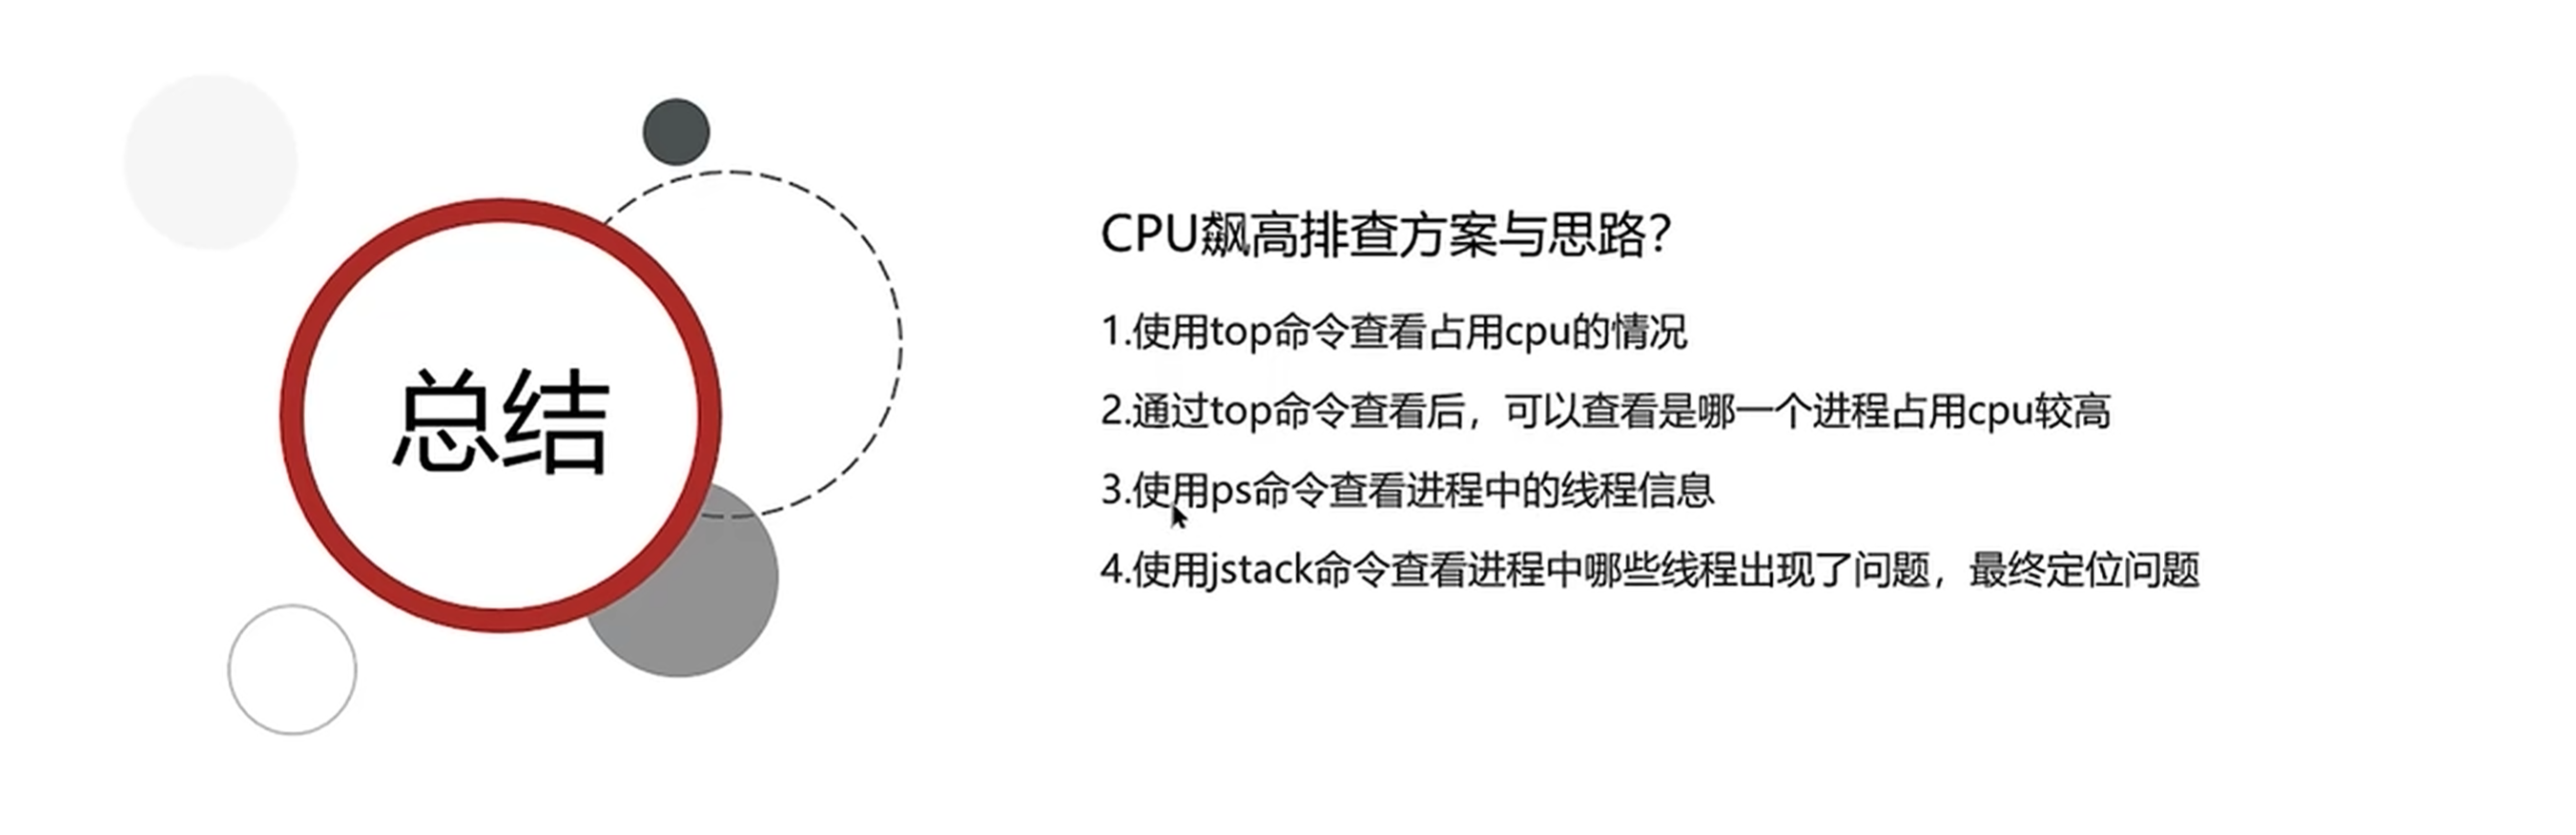 总结
CPU飙高排查方案与思路？
1.使用top命令查看占用cpu的情况
2.通过top命令查看后，可以查看是哪一个进程占用cpu较高
3.使用ps命令查看进程中的线程信息
4.使用jstack命令查看进程中哪些线程出现了问题，最终定位问题